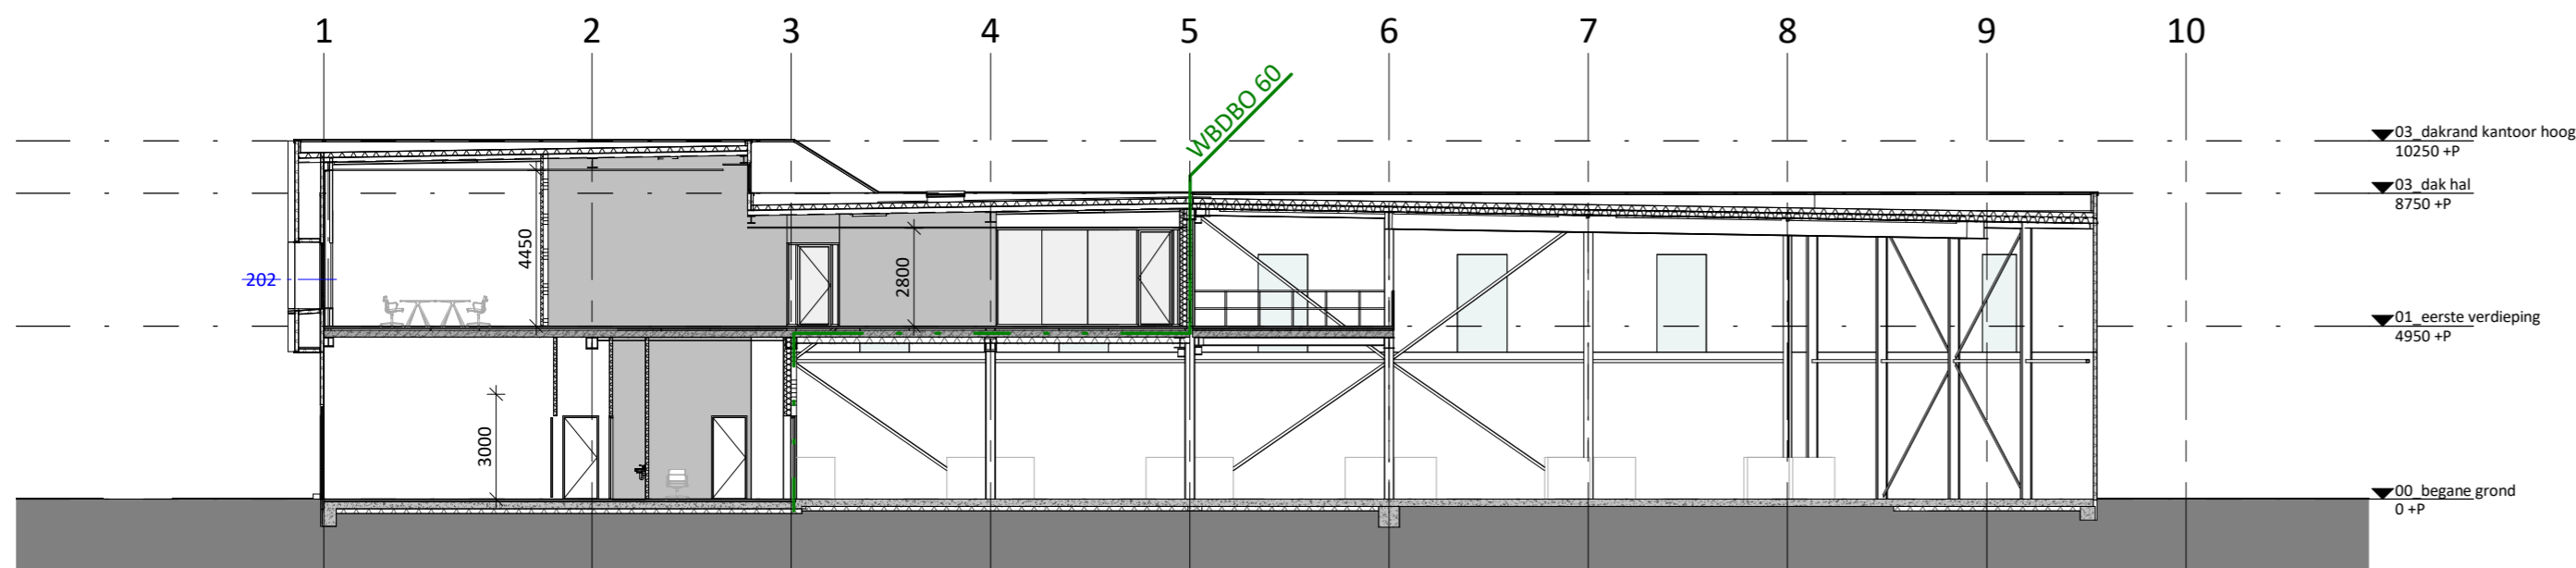 1 2 3 4 5 6 7 8 9 10
WBDBO 60
03_dakrand kantoor hoog
10250 +P
03_dak hal
8750 +P
4450
2800
202
01_eerste verdieping
4950 +P
3000
00_begane grond
0 +P